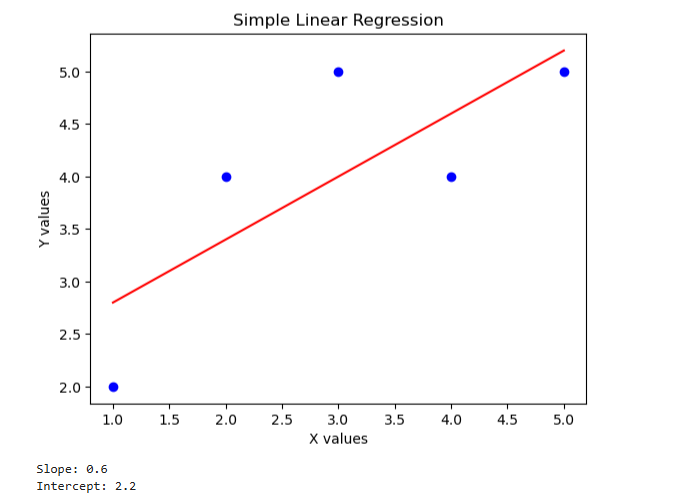 Simple Linear Regression
5.0
4.5
4.0
3.5
3.0
2.5
2.0
Y values
1.0 1.5 2.0 2.5 3.0 3.5 4.0 4.5 5.0
X values
Slope: 0.6
Intercept: 2.2